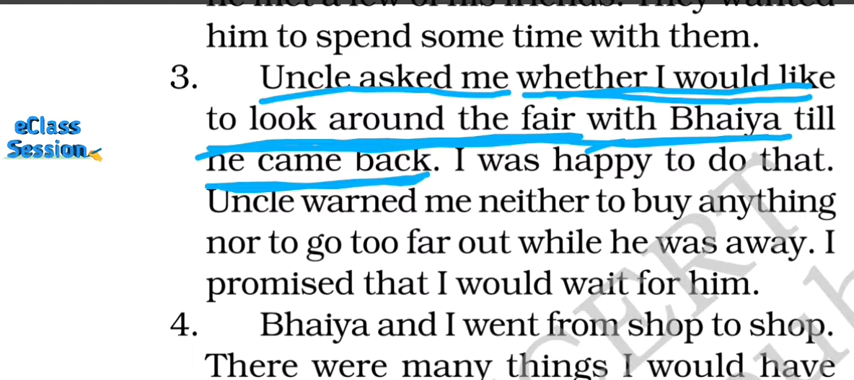 him to spend some time with them.
3. Uncle asked me whether I would like
to look around the fair with Bhaiya till
he came back. I was happy to do that.
Uncle warned me neither to buy anything
nor to go too far out while he was away. I
promised that I would wait for him.
4. Bhaiya and I went from shop to shop.
There were many things I would have
eClass
Session